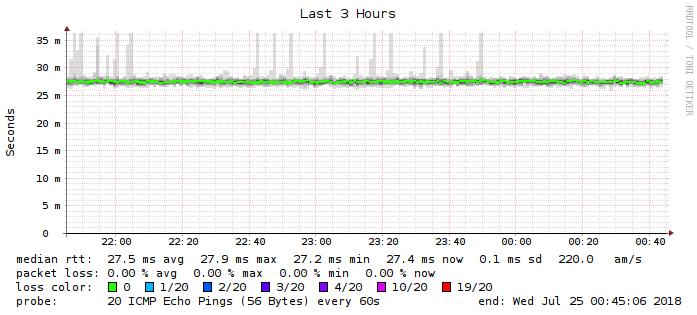 Last 3 Hours
RRDTOOL / TOBI OETIKER
Seconds
35 m
30 m
25 m
20 m
15 m
10 m
5 m
0
22:00 22:20 22:40 23:00 23:20 23:40 00:00 00:20 00:40
median rtt: 27.5 ms avg 27.9 ms max 27.2 ms min 27.4 ms now 0.1 ms sd 220.0 am/s
packet loss: 0.00 % avg 0.00 % max 0.00 % min 0.00 % now
loss color: 0 1/20 2/20 3/20 4/20 10/20 19/20
probe: 20 ICMP Echo Pings (56 Bytes) every 60s end: Wed Jul 25 00:45:06 2018